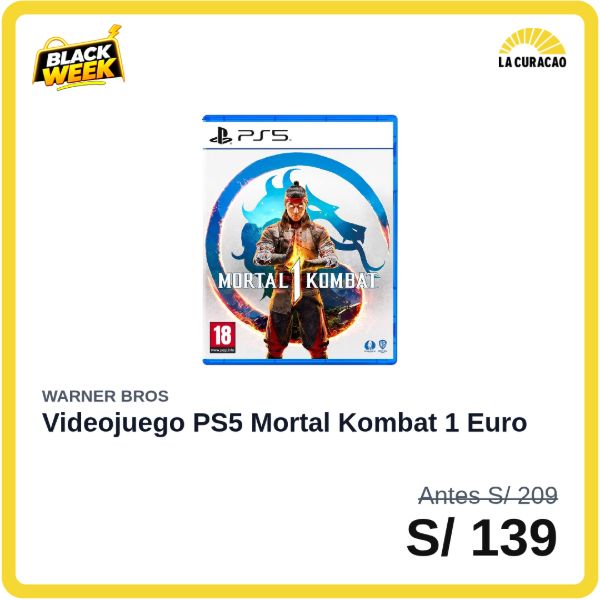 BLACK
WEEK
LA CURACAO
PS5
MORTAL 1 KOMBAT
18
WARNER BROS
Videojuego PS5 Mortal Kombat 1 Euro
Antes S/ 209
S/ 139